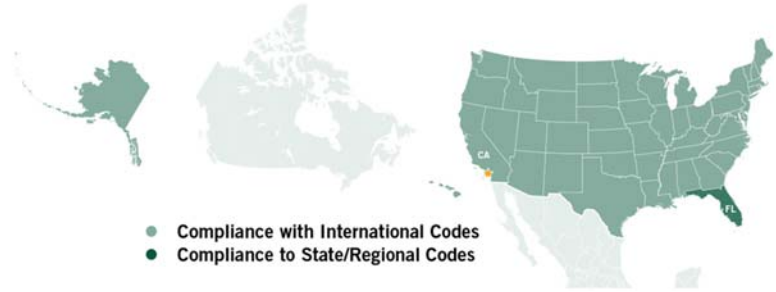 CA
FL
Compliance with International Codes
Compliance to State/Regional Codes